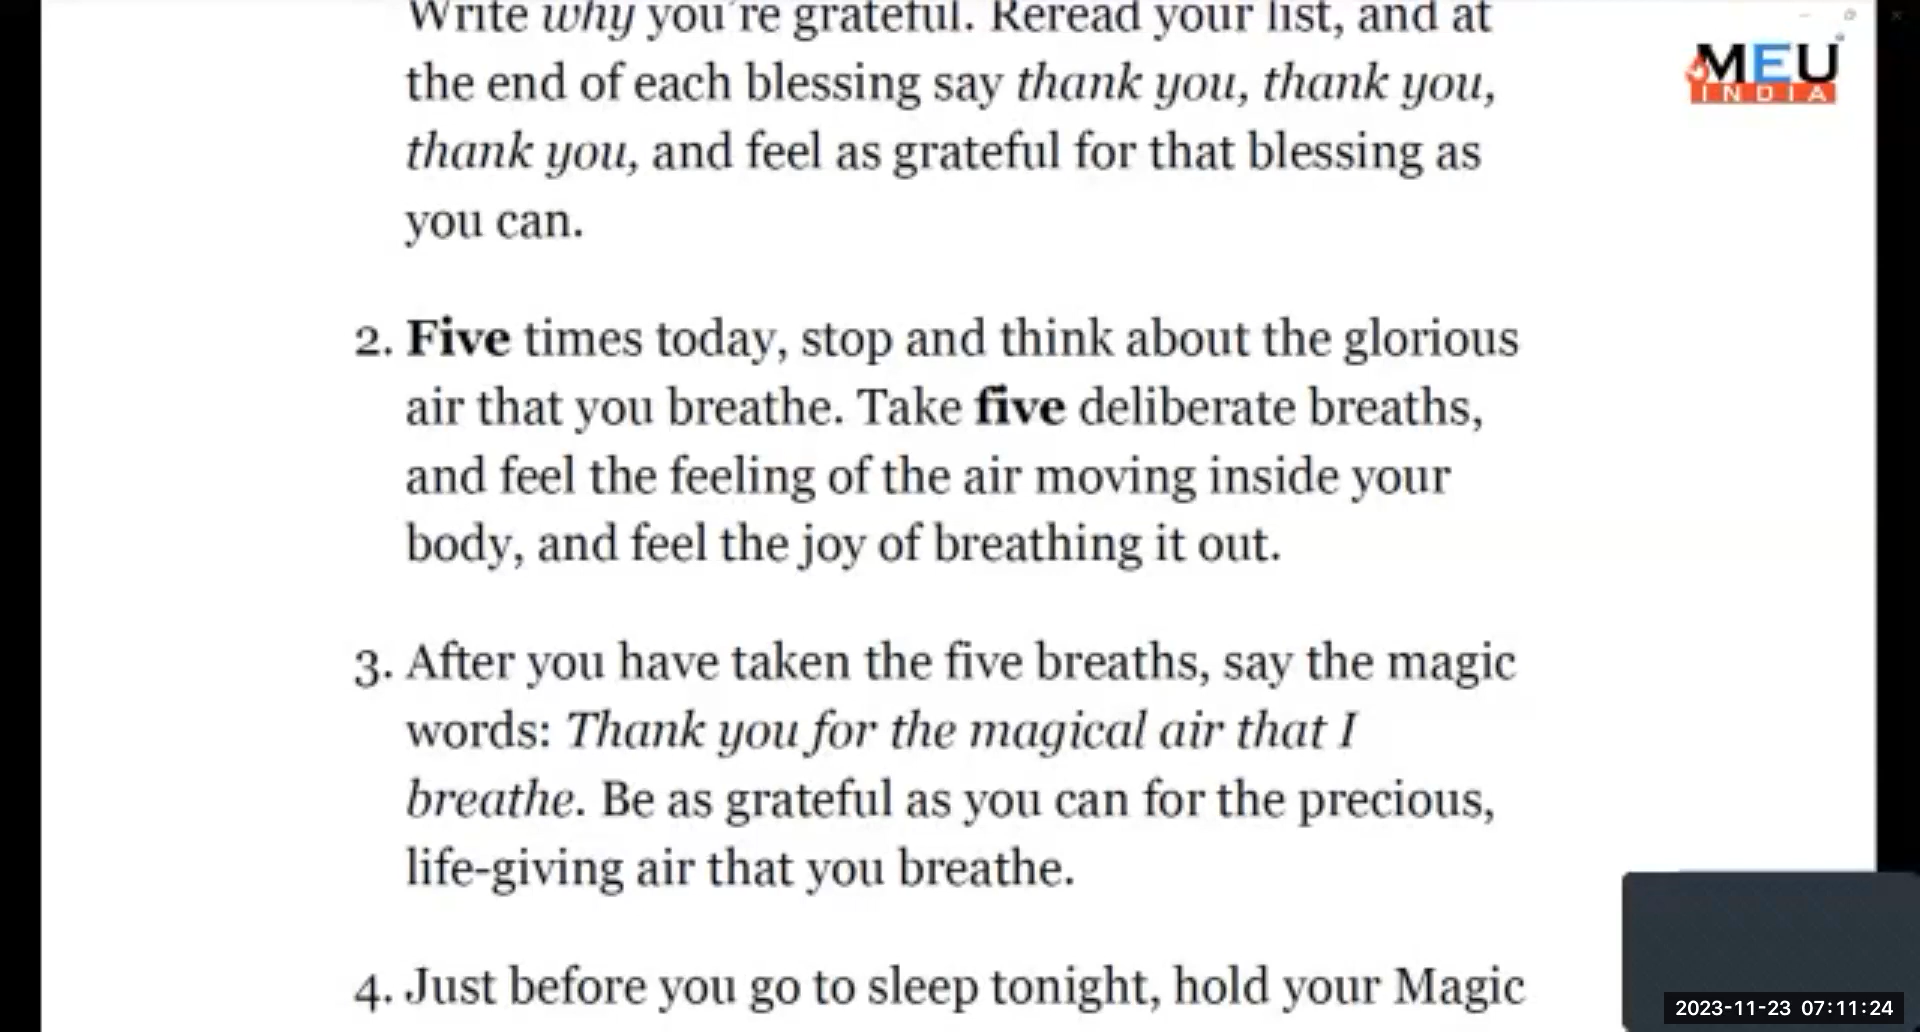 Write why you're grateful. Reread your list, and at
the end of each blessing say thank you, thank you,
thank you, and feel as grateful for that blessing as
you can.
2. Five times today, stop and think about the glorious
air that you breathe. Take five deliberate breaths,
and feel the feeling of the air moving inside your
body, and feel the joy of breathing it out.
3. After you have taken the five breaths, say the magic
words: Thank you for the magical air that I
breathe. Be as grateful as you can for the precious,
life-giving air that you breathe.
4. Just before you go to sleep tonight, hold your Magic
MEU
INDIA
2023-11-23 07:11:24